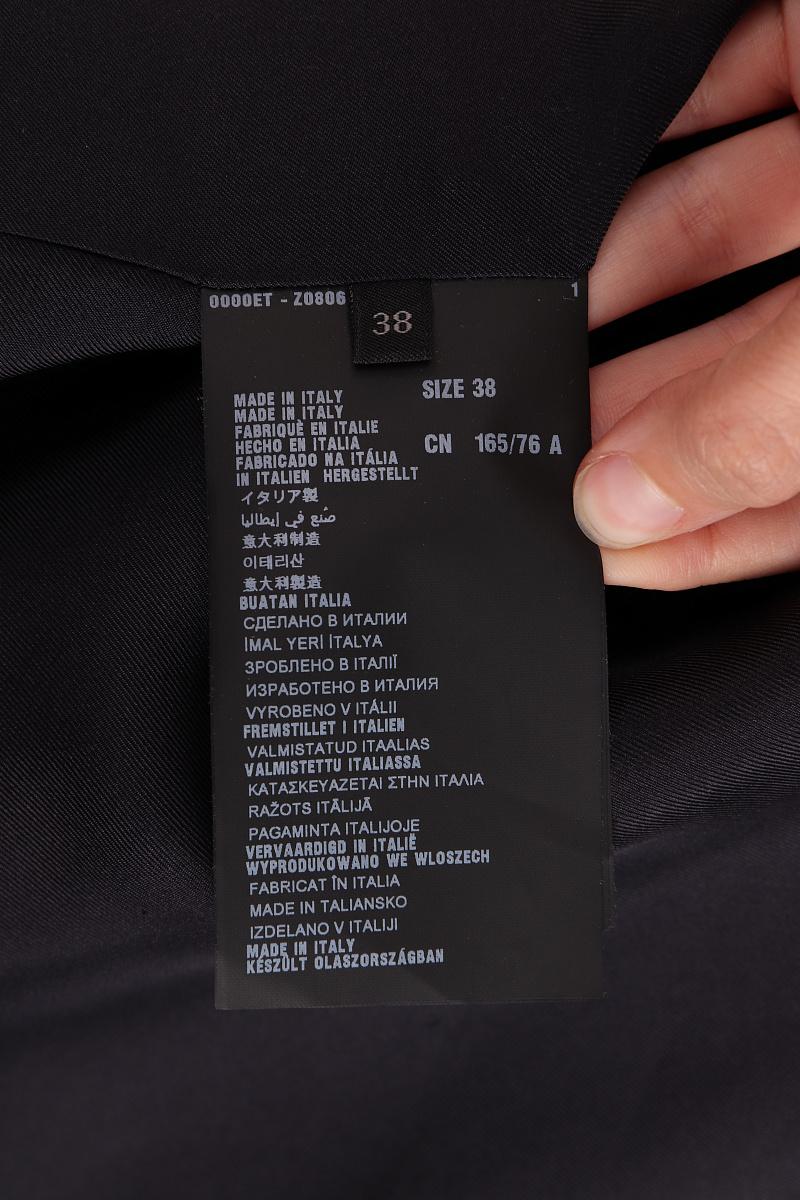 0000ET - Z0806
1
38
SIZE 38
CN 165/76 A
MADE IN ITALY
MADE IN ITALY
FABRIQUÈ EN ITALIE
HECHO EN ITALIA
FABRICADO NA ITÁLIA
IN ITALIEN HERGESTELLT
イタリア製
صُنع في إيطاليا
意大利制造
이태리산
意大利製造
BUATAN ITALIA
СДЕЛАНО В ИТАЛИИ
İMAL YERİ İTALYA
ЗРОБЛЕНО В ІТАЛІЇ
ИЗРАБОТЕНО В ИТАЛИЯ
VYROBENO V ITÁLII
FREMSTILLET I ITALIEN
VALMISTATUD ITAALIAS
VALMISTETTU ITALIASSA
ΚΑΤΑΣΚΕΥΑΖΕΤΑΙ ΣΤΗΝ ΙΤΑΛΙΑ
RAŽOTS ITĀLIJĀ
PAGAMINTA ITALIJOJE
VERVAARDIGD IN ITALIË
WYPRODUKOWANO WE WLOSZECH
FABRICAT ÎN ITALIA
MADE IN TALIANSKO
IZDELANO V ITALIJI
MADE IN ITALY
KÉSZÜLT OLASZORSZÁGBAN